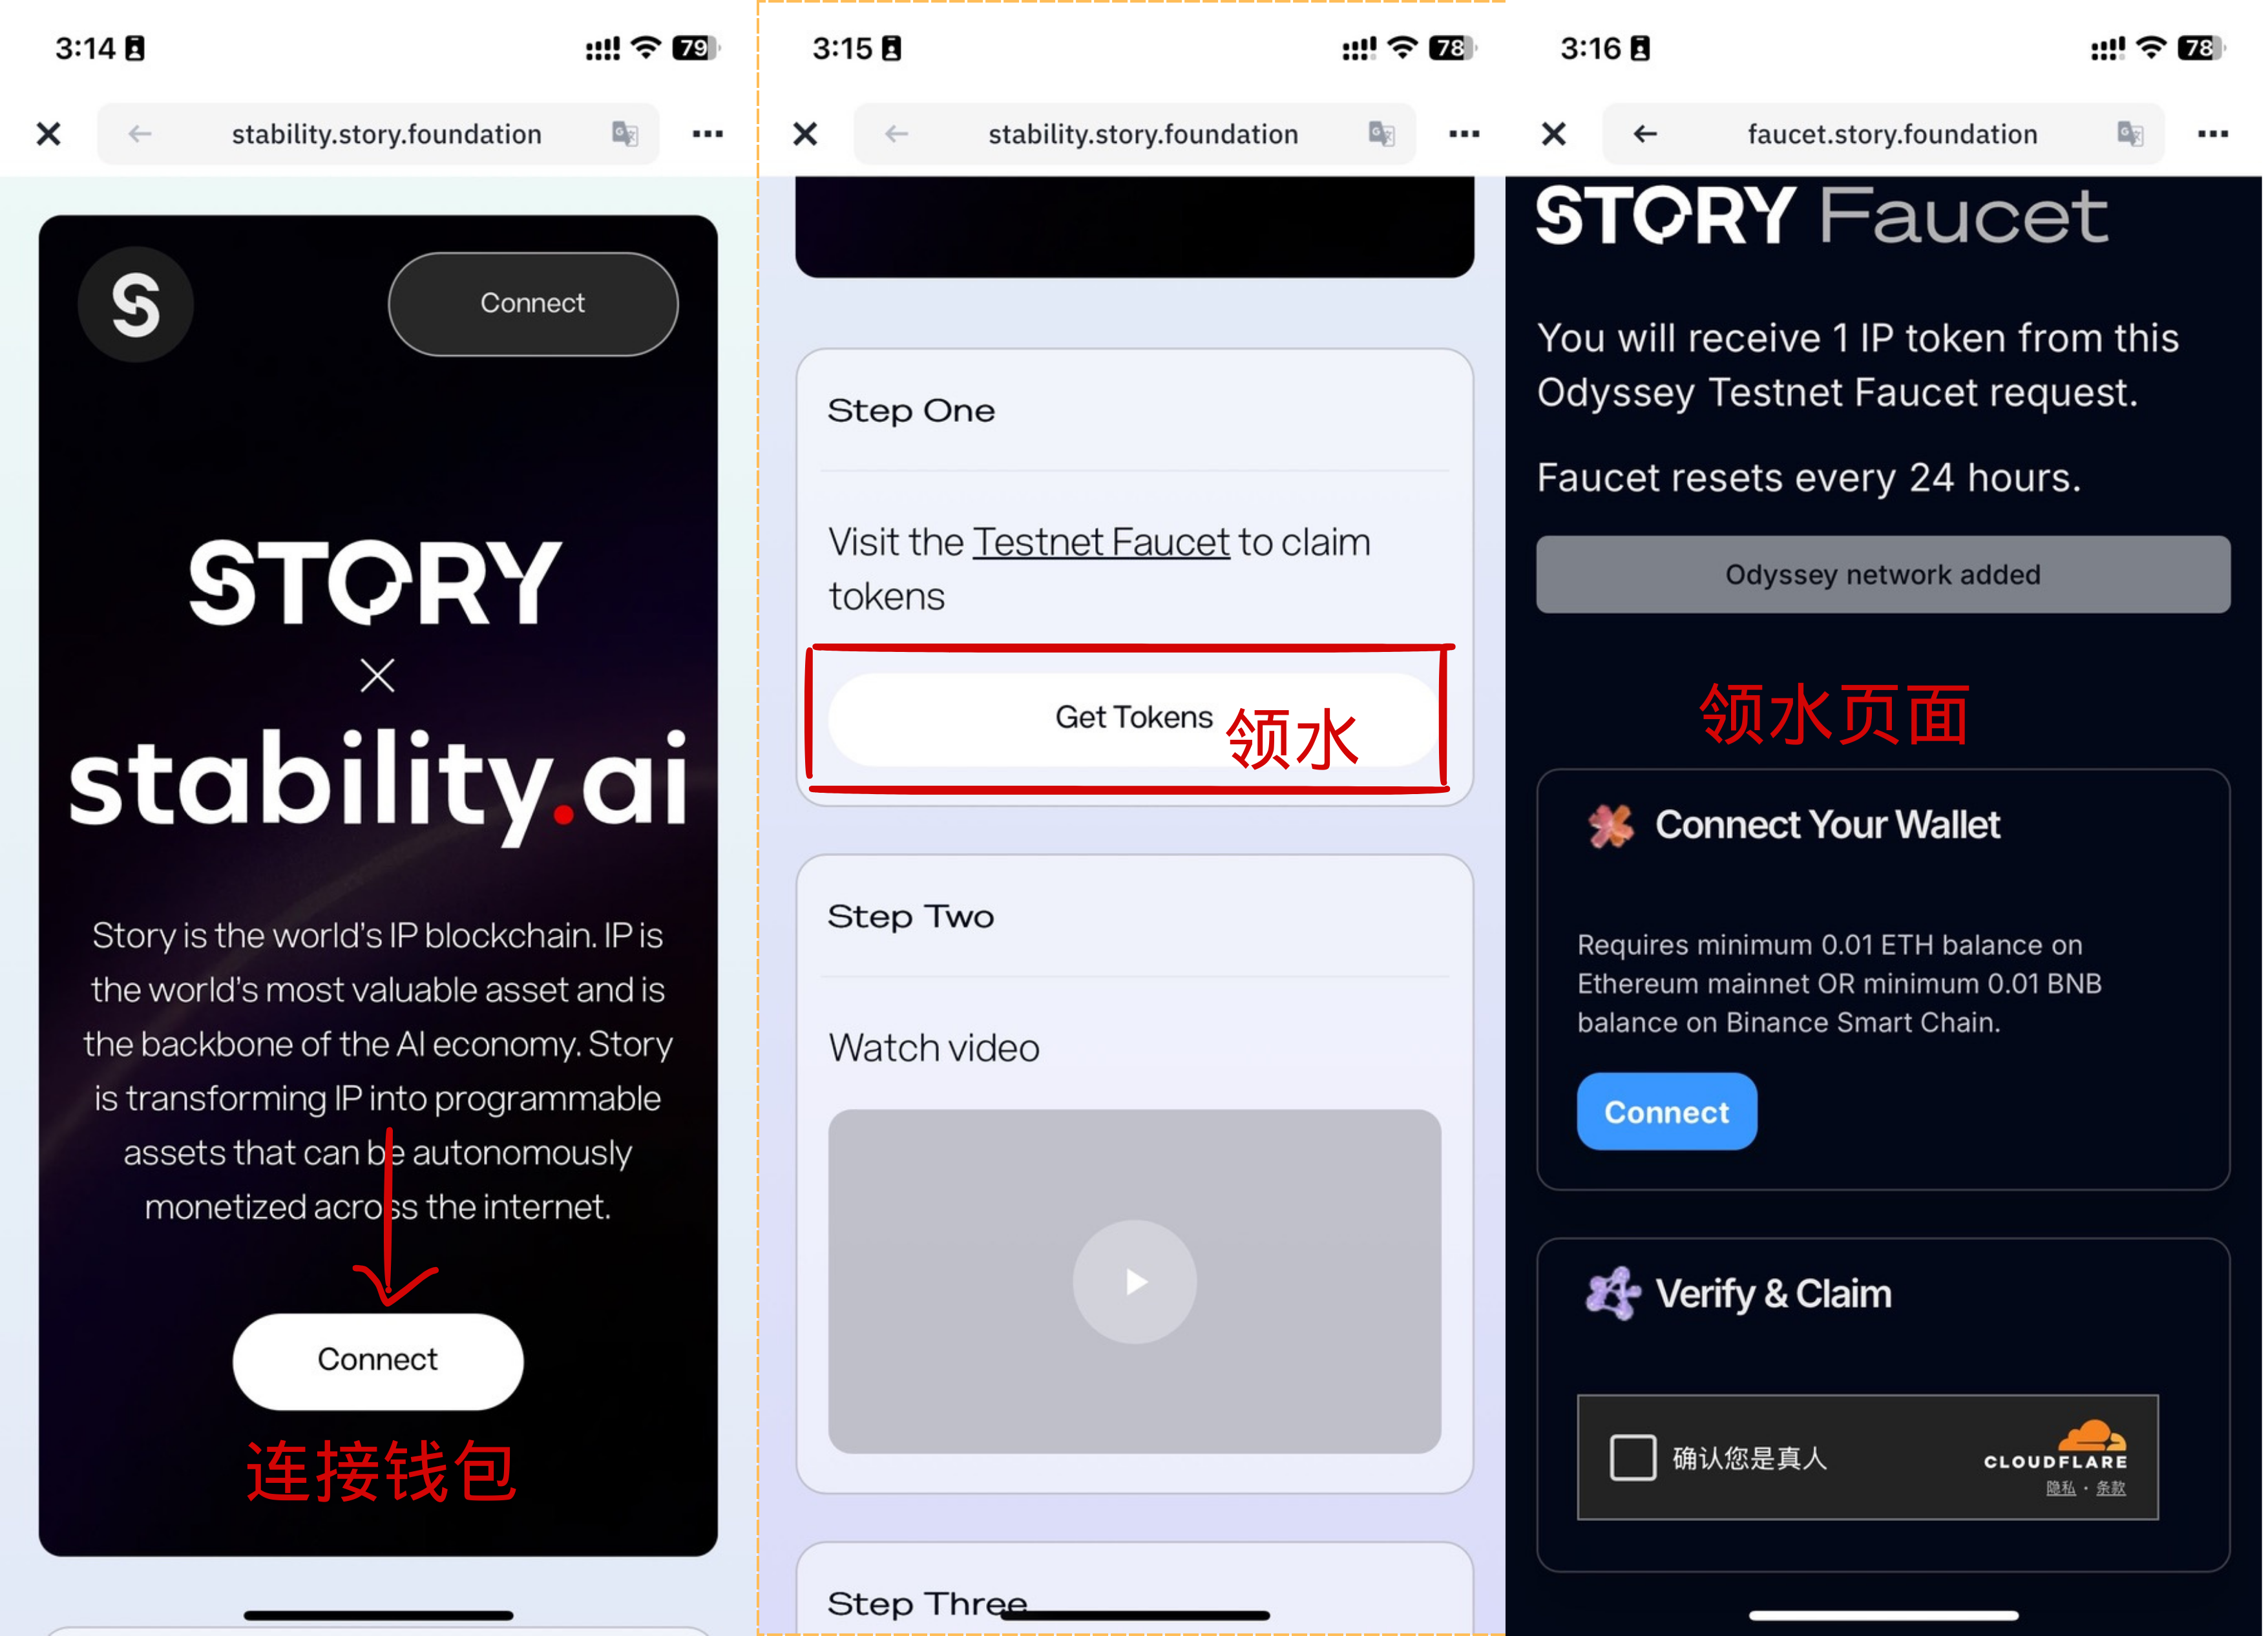 3:14
79
stability.story.foundation
S
Connect
STORY
×
stability.ai
Story is the world's IP blockchain. IP is
the world's most valuable asset and is
the backbone of the AI economy. Story
is transforming IP into programmable
assets that can be autonomously
monetized across the internet.
Connect
连接钱包
3:15
78
stability.story.foundation
Step One
Visit the Testnet Faucet to claim
tokens
Get Tokens
领水
Step Two
Watch video
Step Three
3:16
78
faucet.story.foundation
STORY Faucet
You will receive 1 IP token from this
Odyssey Testnet Faucet request.
Faucet resets every 24 hours.
Odyssey network added
领水页面
Connect Your Wallet
Requires minimum 0.01 ETH balance on
Ethereum mainnet OR minimum 0.01 BNB
balance on Binance Smart Chain.
Connect
Verify & Claim
确认您是真人
CLOUDFLARE
隐私 · 条款